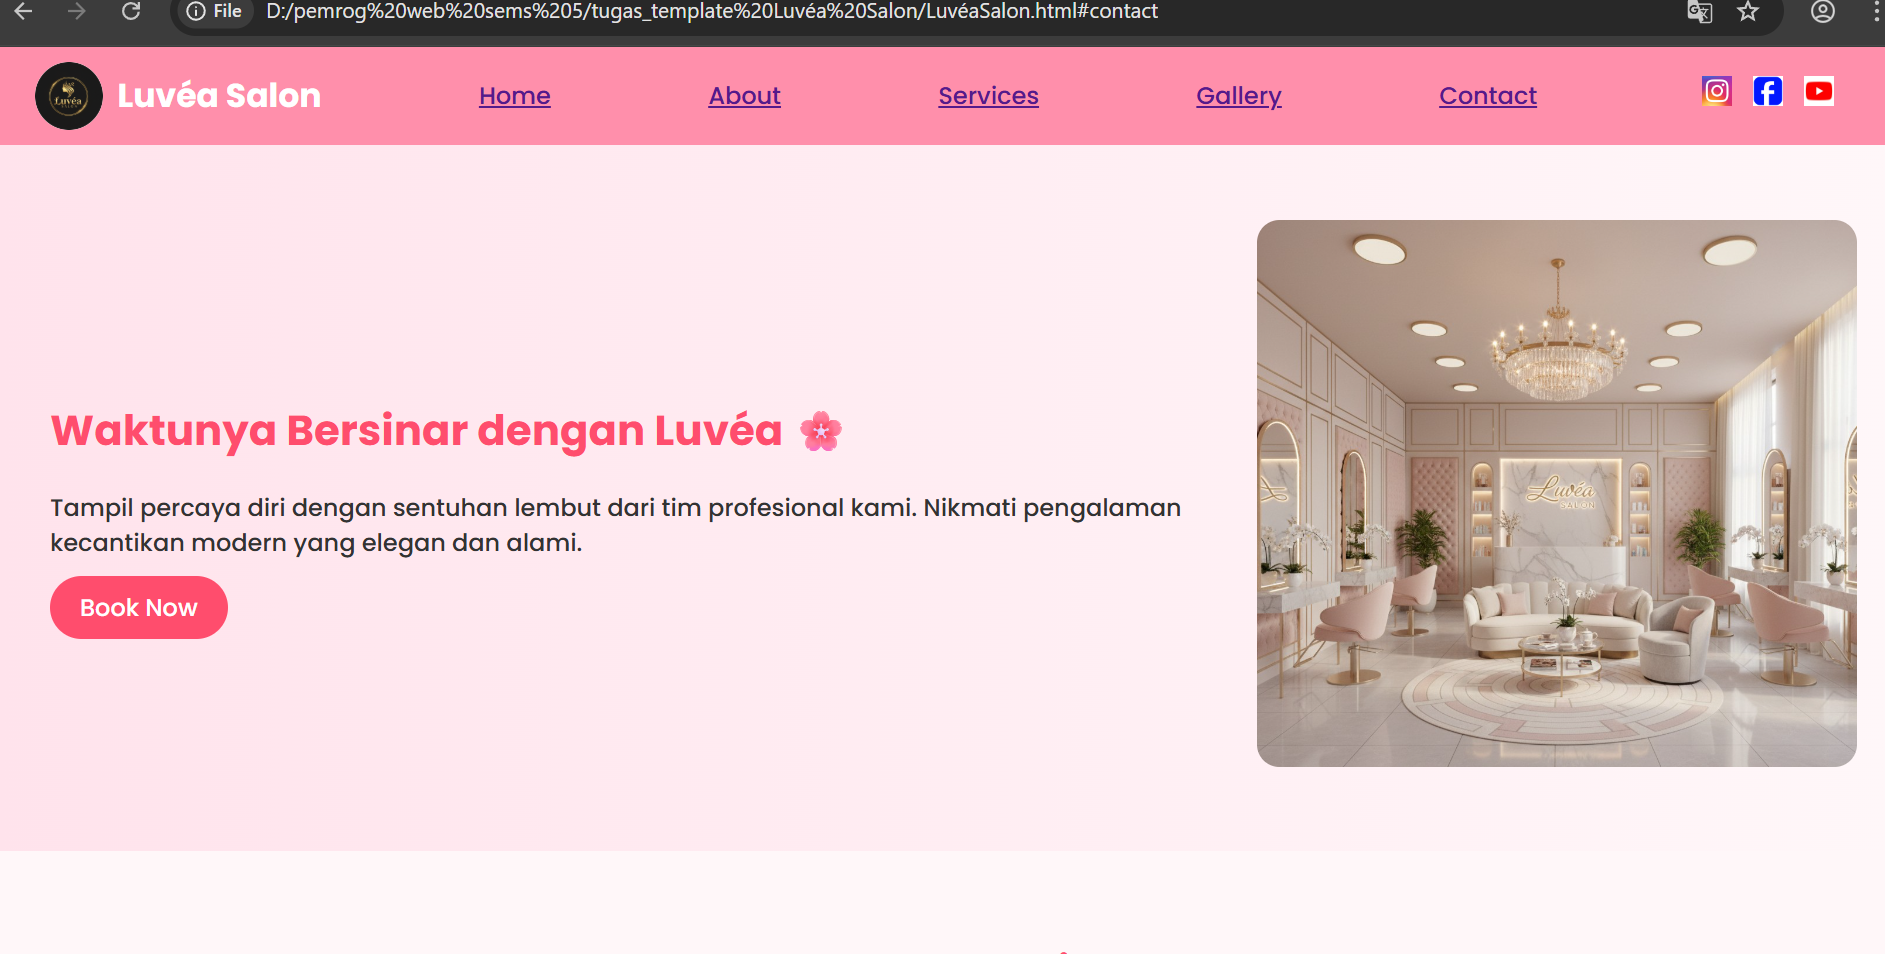 File D:/pemrog%20web%20sems%205/tugas_template%20Luvéa%20Salon/LuvéaSalon.html#contact
Luvéa
Luvéa Salon Home About Services Gallery Contact
Waktunya Bersinar dengan Luvéa
Tampil percaya diri dengan sentuhan lembut dari tim profesional kami. Nikmati pengalaman
kecantikan modern yang elegan dan alami.
Book Now
Luvéa
SALON